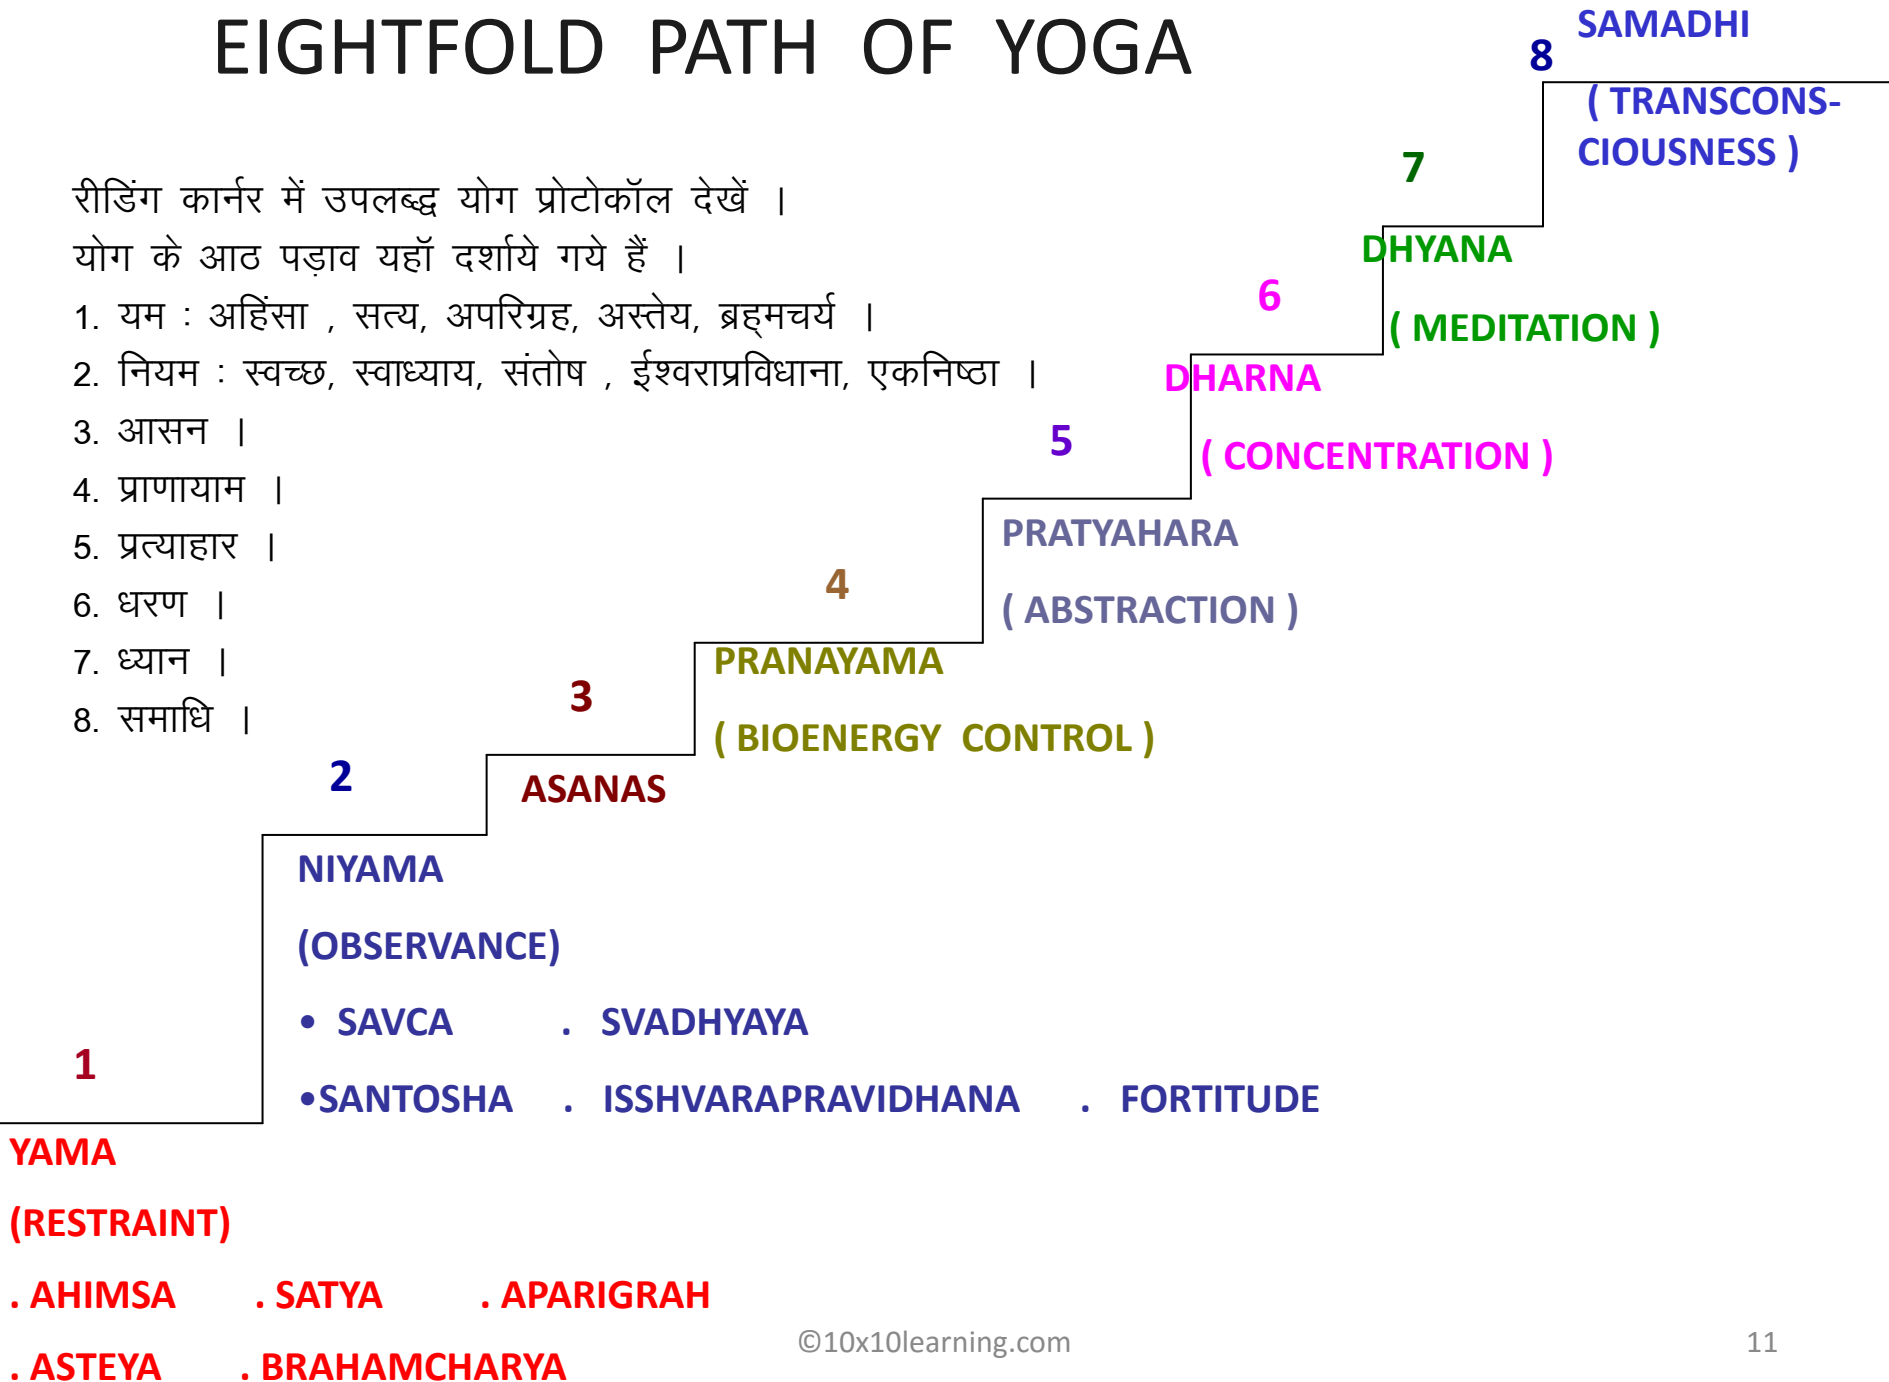 EIGHTFOLD PATH OF YOGA
रीडिंग कार्नर में उपलब्द्ध योग प्रोटोकॉल देखें ।
योग के आठ पड़ाव यहॉ दर्शाये गये हैं ।
1. यम : अहिंसा , सत्य, अपरिग्रह, अस्तेय, ब्रह्मचर्य ।
2. नियम : स्वच्छ, स्वाध्याय, संतोष , ईश्वराप्रविधाना, एकनिष्ठा ।
3. आसन ।
4. प्राणायाम ।
5. प्रत्याहार ।
6. धरण ।
7. ध्यान ।
8. समाधि ।
8
SAMADHI
( TRANSCONS-
CIOUSNESS )
7
DHYANA
( MEDITATION )
6
DHARNA
( CONCENTRATION )
5
PRATYAHARA
( ABSTRACTION )
4
PRANAYAMA
( BIOENERGY CONTROL )
3
ASANAS
2
NIYAMA
(OBSERVANCE)
• SAVCA . SVADHYAYA
•SANTOSHA . ISSHVARAPRAVIDHANA . FORTITUDE
1
YAMA
(RESTRAINT)
. AHIMSA . SATYA . APARIGRAH
. ASTEYA . BRAHAMCHARYA
©10x10learning.com
11